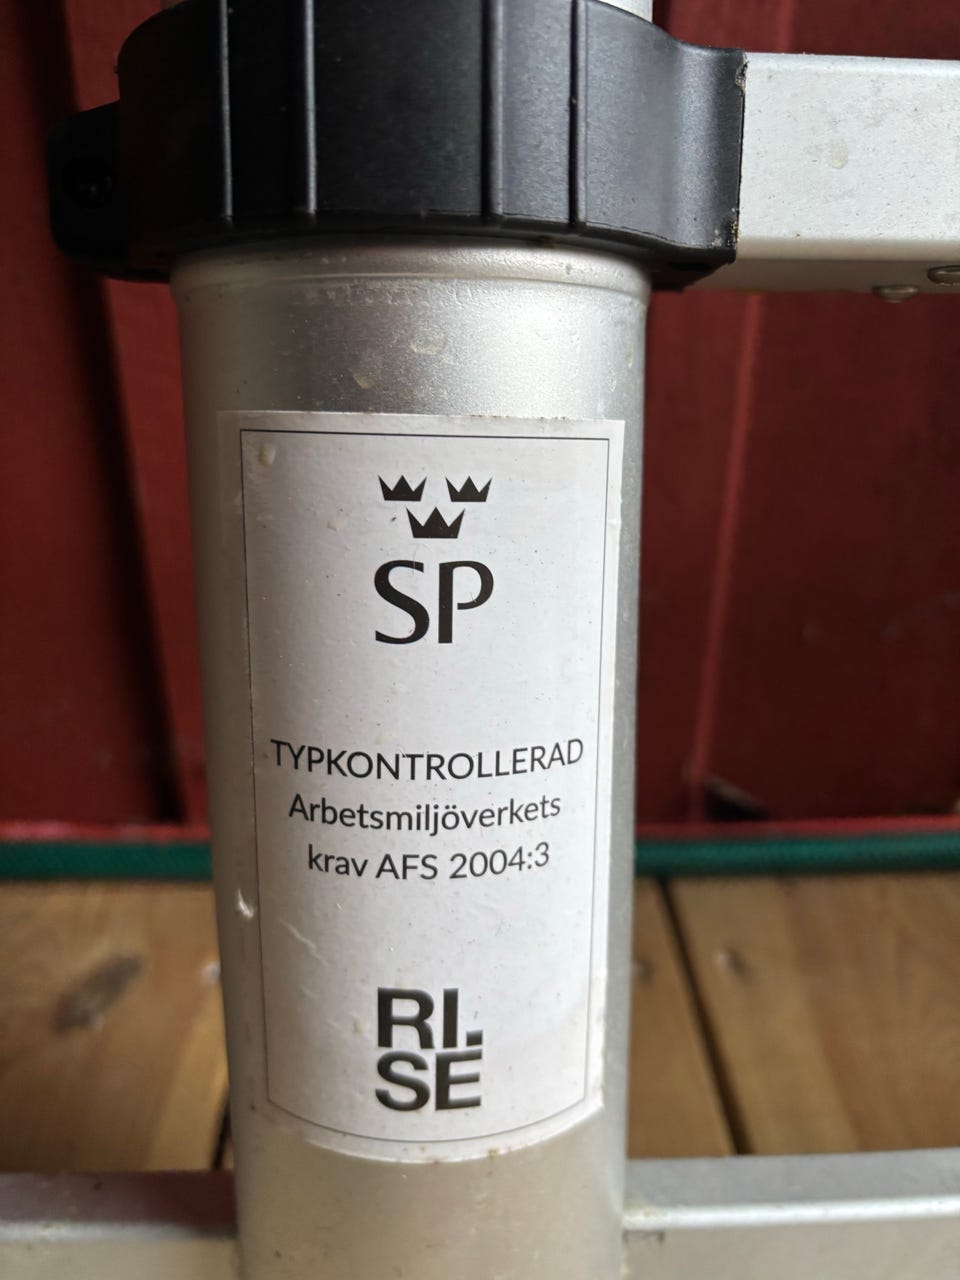 SP
TYPKONTROLLERAD
Arbetsmiljöverkets
krav AFS 2004:3
RI.
SE